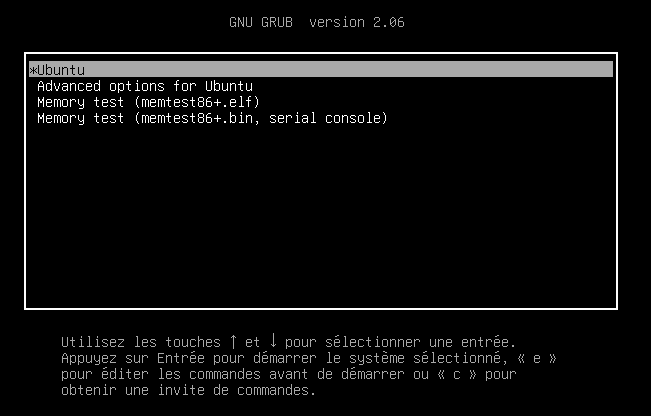 GNU GRUB  version 2.06
*Ubuntu
Advanced options for Ubuntu
Memory test (memtest86+.elf)
Memory test (memtest86+.bin, serial console)
Utilisez les touches ↑ et ↓ pour sélectionner une entrée.
Appuyez sur Entrée pour démarrer le système sélectionné, « e »
pour éditer les commandes avant de démarrer ou « c » pour
obtenir une invite de commandes.